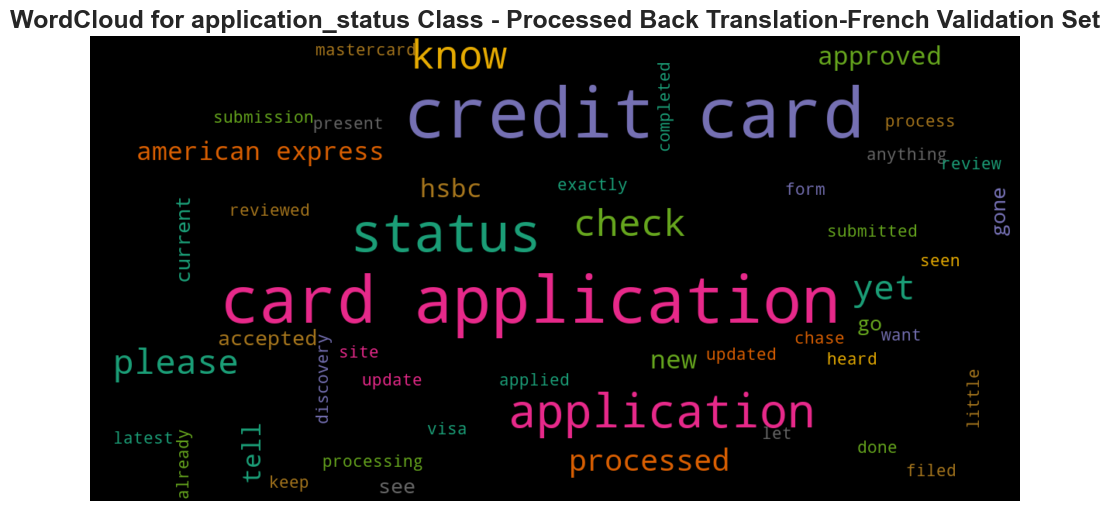 WordCloud for application_status Class - Processed Back Translation-French Validation Set
mastercard
know
approved
credit card
completed
submission
present
process
american express
anything
review
hsbc
exactly
form
gone
current
reviewed
status
check
submitted
seen
card application
yet
go
want
accepted
discovery
site
new
updated
chase
heard
please
update
applied
little
application
latest
already
tell
visa
let
done
processing
processed
filed
keep
see